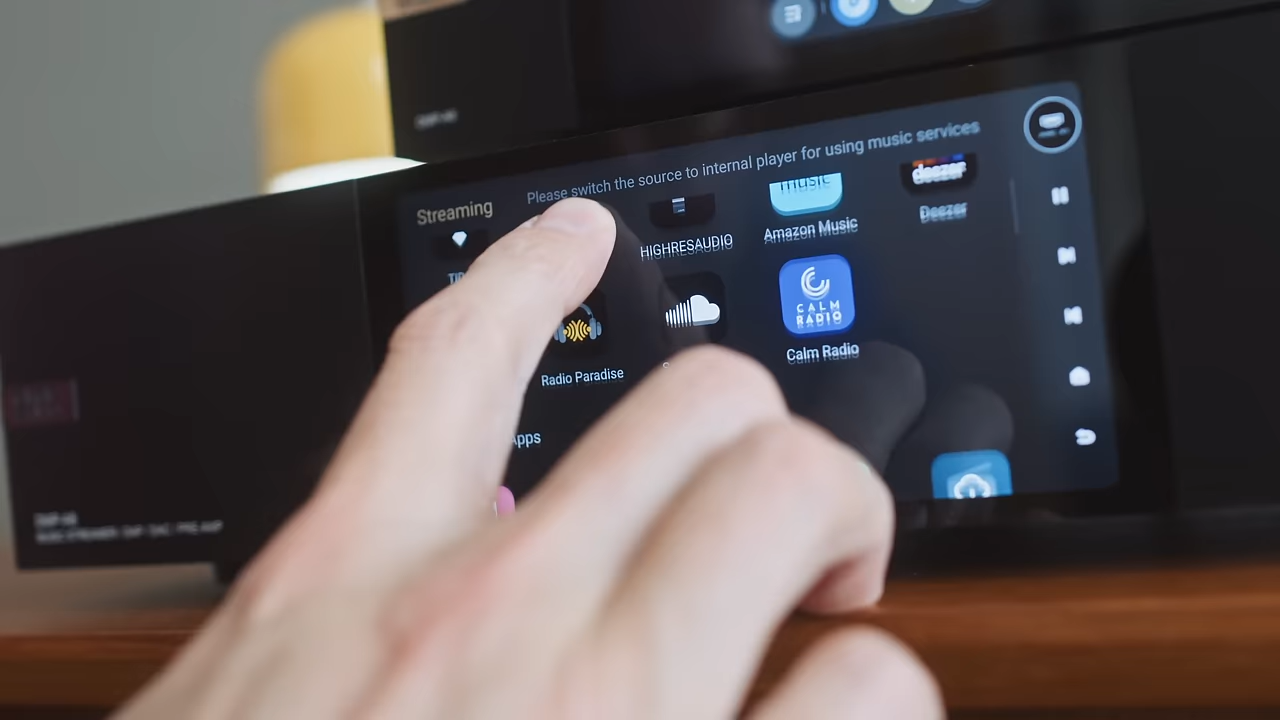 Please switch the source to internal player for using music services
Streaming
music
deezer
TID
HIGHRESAUDIO
Amazon Music
Deezer
CALM
RADIO
Radio Paradise
Calm Radio
Apps